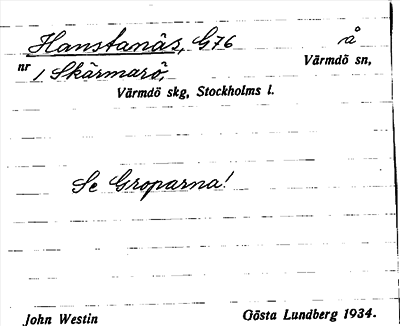 Hanstanäs, G76 å
Värmdö sn,
nr 1 Skärmarö,
Värmdö skg, Stockholms l.
Se Groparna!
John Westin Gösta Lundberg 1934.